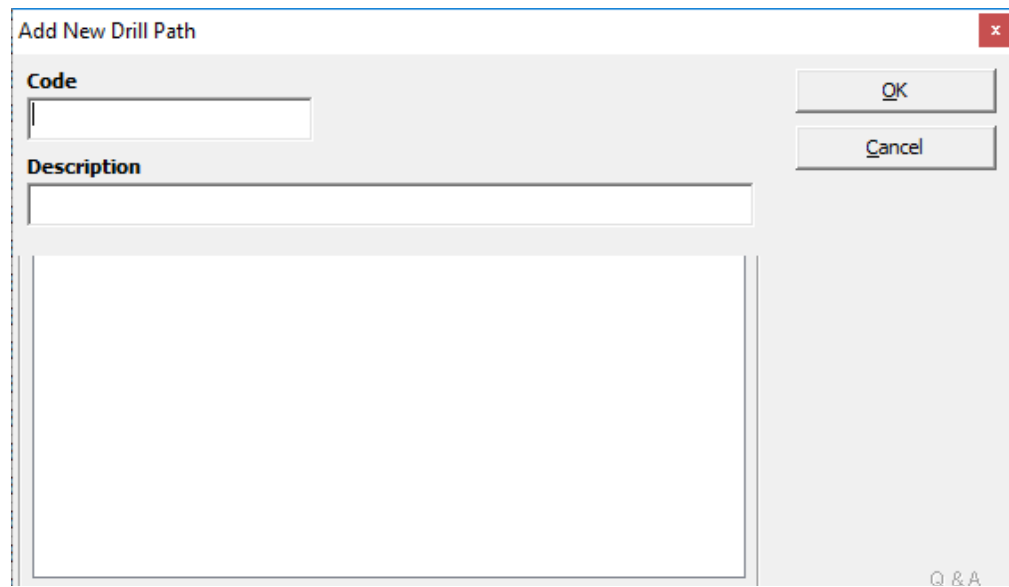 Add New Drill Path
x
Code
OK
Cancel
Description
Q & A